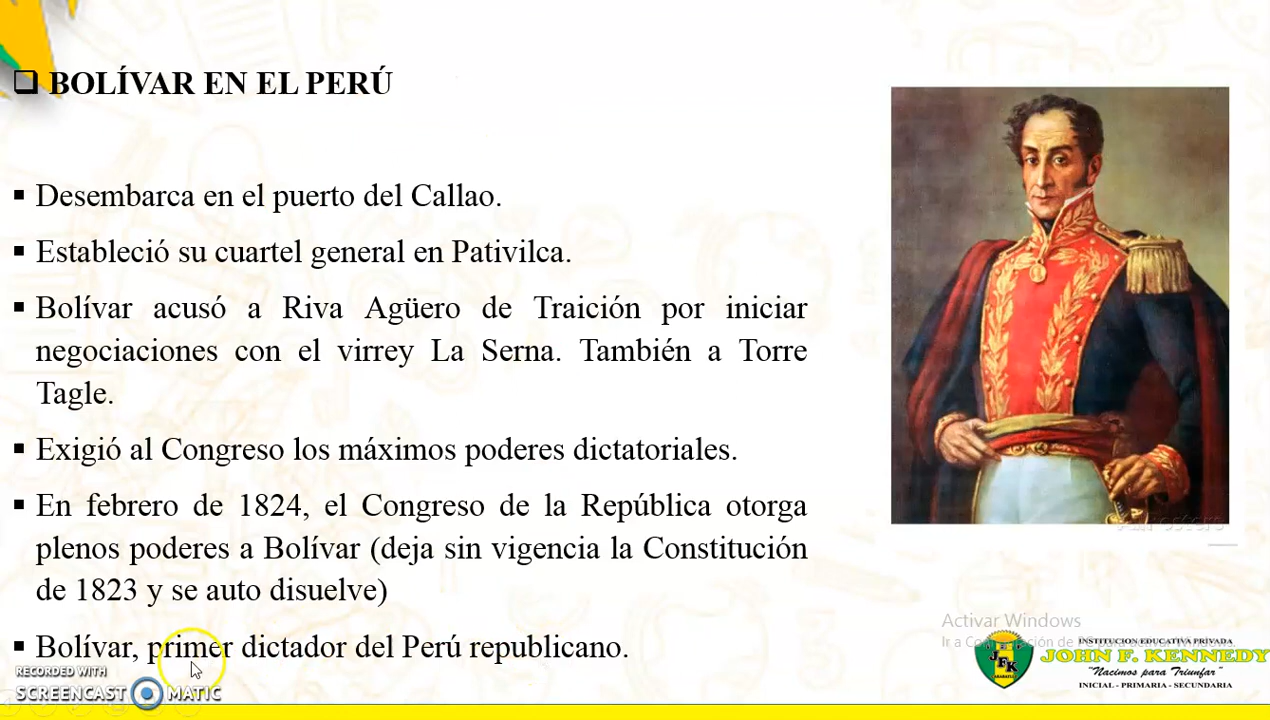 BOLÍVAR EN EL PERÚ
Desembarca en el puerto del Callao.
Estableció su cuartel general en Pativilca.
Bolívar acusó a Riva Agüero de Traición por iniciar
negociaciones con el virrey La Serna. También a Torre
Tagle.
Exigió al Congreso los máximos poderes dictatoriales.
En febrero de 1824, el Congreso de la República otorga
plenos poderes a Bolívar (deja sin vigencia la Constitución
de 1823 y se auto disuelve)
Bolívar, primer dictador del Perú republicano.
RECORDED WITH
SCREENCAST MATIC
Activar Windows
Ir a
JFK
INSTITUCIÓN EDUCATIVA PRIVADA
JOHN F. KENNEDY
"Nacimos para Triunfar"
INICIAL - PRIMARIA - SECUNDARIA